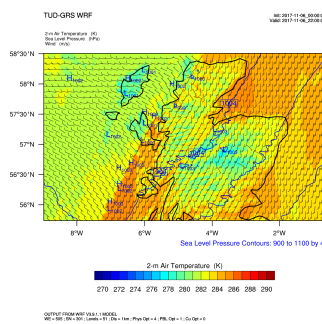 TUD-GRS WRF
Init: 2017-11-06_00:00:0
Valid: 2017-11-06_22:00:0
2-m Air Temperature (K)
Sea Level Pressure (hPa)
Wind (m/s)
58°30'N
58°N
57°30'N
57°N
56°30'N
56°N
8°W 6°W 4°W 2°W
Sea Level Pressure Contours: 900 to 1100 by 4
2-m Air Temperature (K)
270 272 274 276 278 280 282 284 286 288 290
OUTPUT FROM WRF V3.9.1.1 MODEL
WE = 505 ; SN = 301 ; Levels = 51 ; Dis = 1km ; Phys Opt = 4 ; PBL Opt = 1 ; Cu Opt = 0